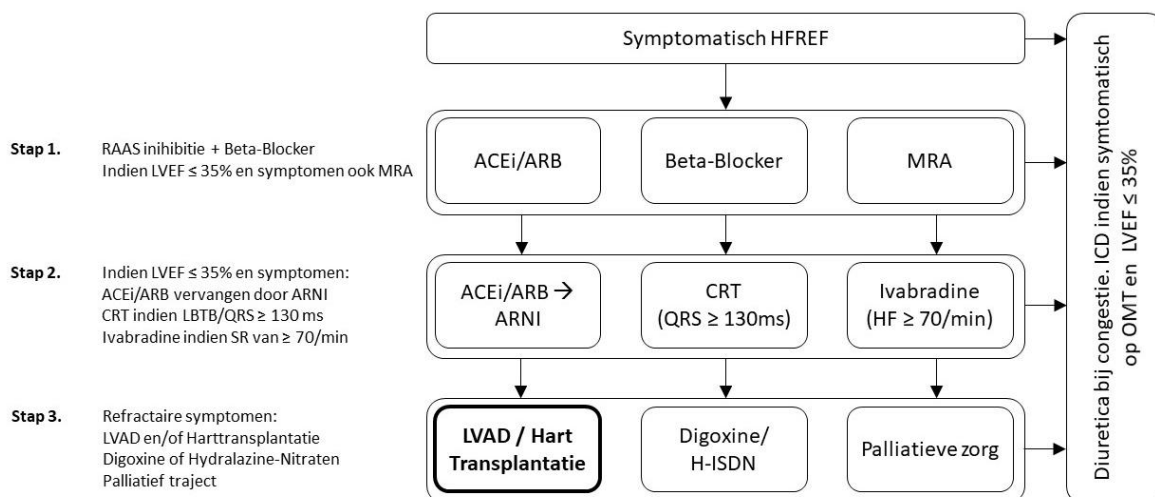 Symptomatisch HFREF
Stap 1.
RAAS inihibitie + Beta-Blocker
Indien LVEF ≤ 35% en symptomen ook MRA
ACEi/ARB
Beta-Blocker
MRA
Stap 2.
Indien LVEF ≤ 35% en symptomen:
ACEi/ARB vervangen door ARNI
CRT indien LBTB/QRS ≥ 130 ms
Ivabradine indien SR van ≥ 70/min
ACEi/ARB →
ARNI
CRT
(QRS ≥ 130ms)
Ivabradine
(HF ≥ 70/min)
Stap 3.
Refractaire symptomen:
LVAD en/of Harttransplantatie
Digoxine of Hydralazine-Nitraten
Palliatief traject
LVAD / Hart
Transplantatie
Digoxine/
H-ISDN
Palliatieve zorg
Diuretica bij congestie. ICD indien symtomatisch
op OMT en LVEF ≤ 35%